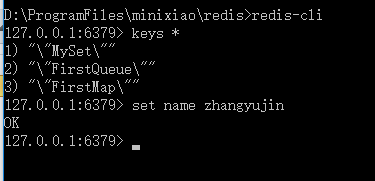 D:\ProgramFiles\minixiao\redis>redis-cli
127.0.0.1:6379> keys *
1) "\"MySet\""
2) "\"FirstQueue\""
3) "\"FirstMap\""
127.0.0.1:6379> set name zhangyujin
OK
127.0.0.1:6379>